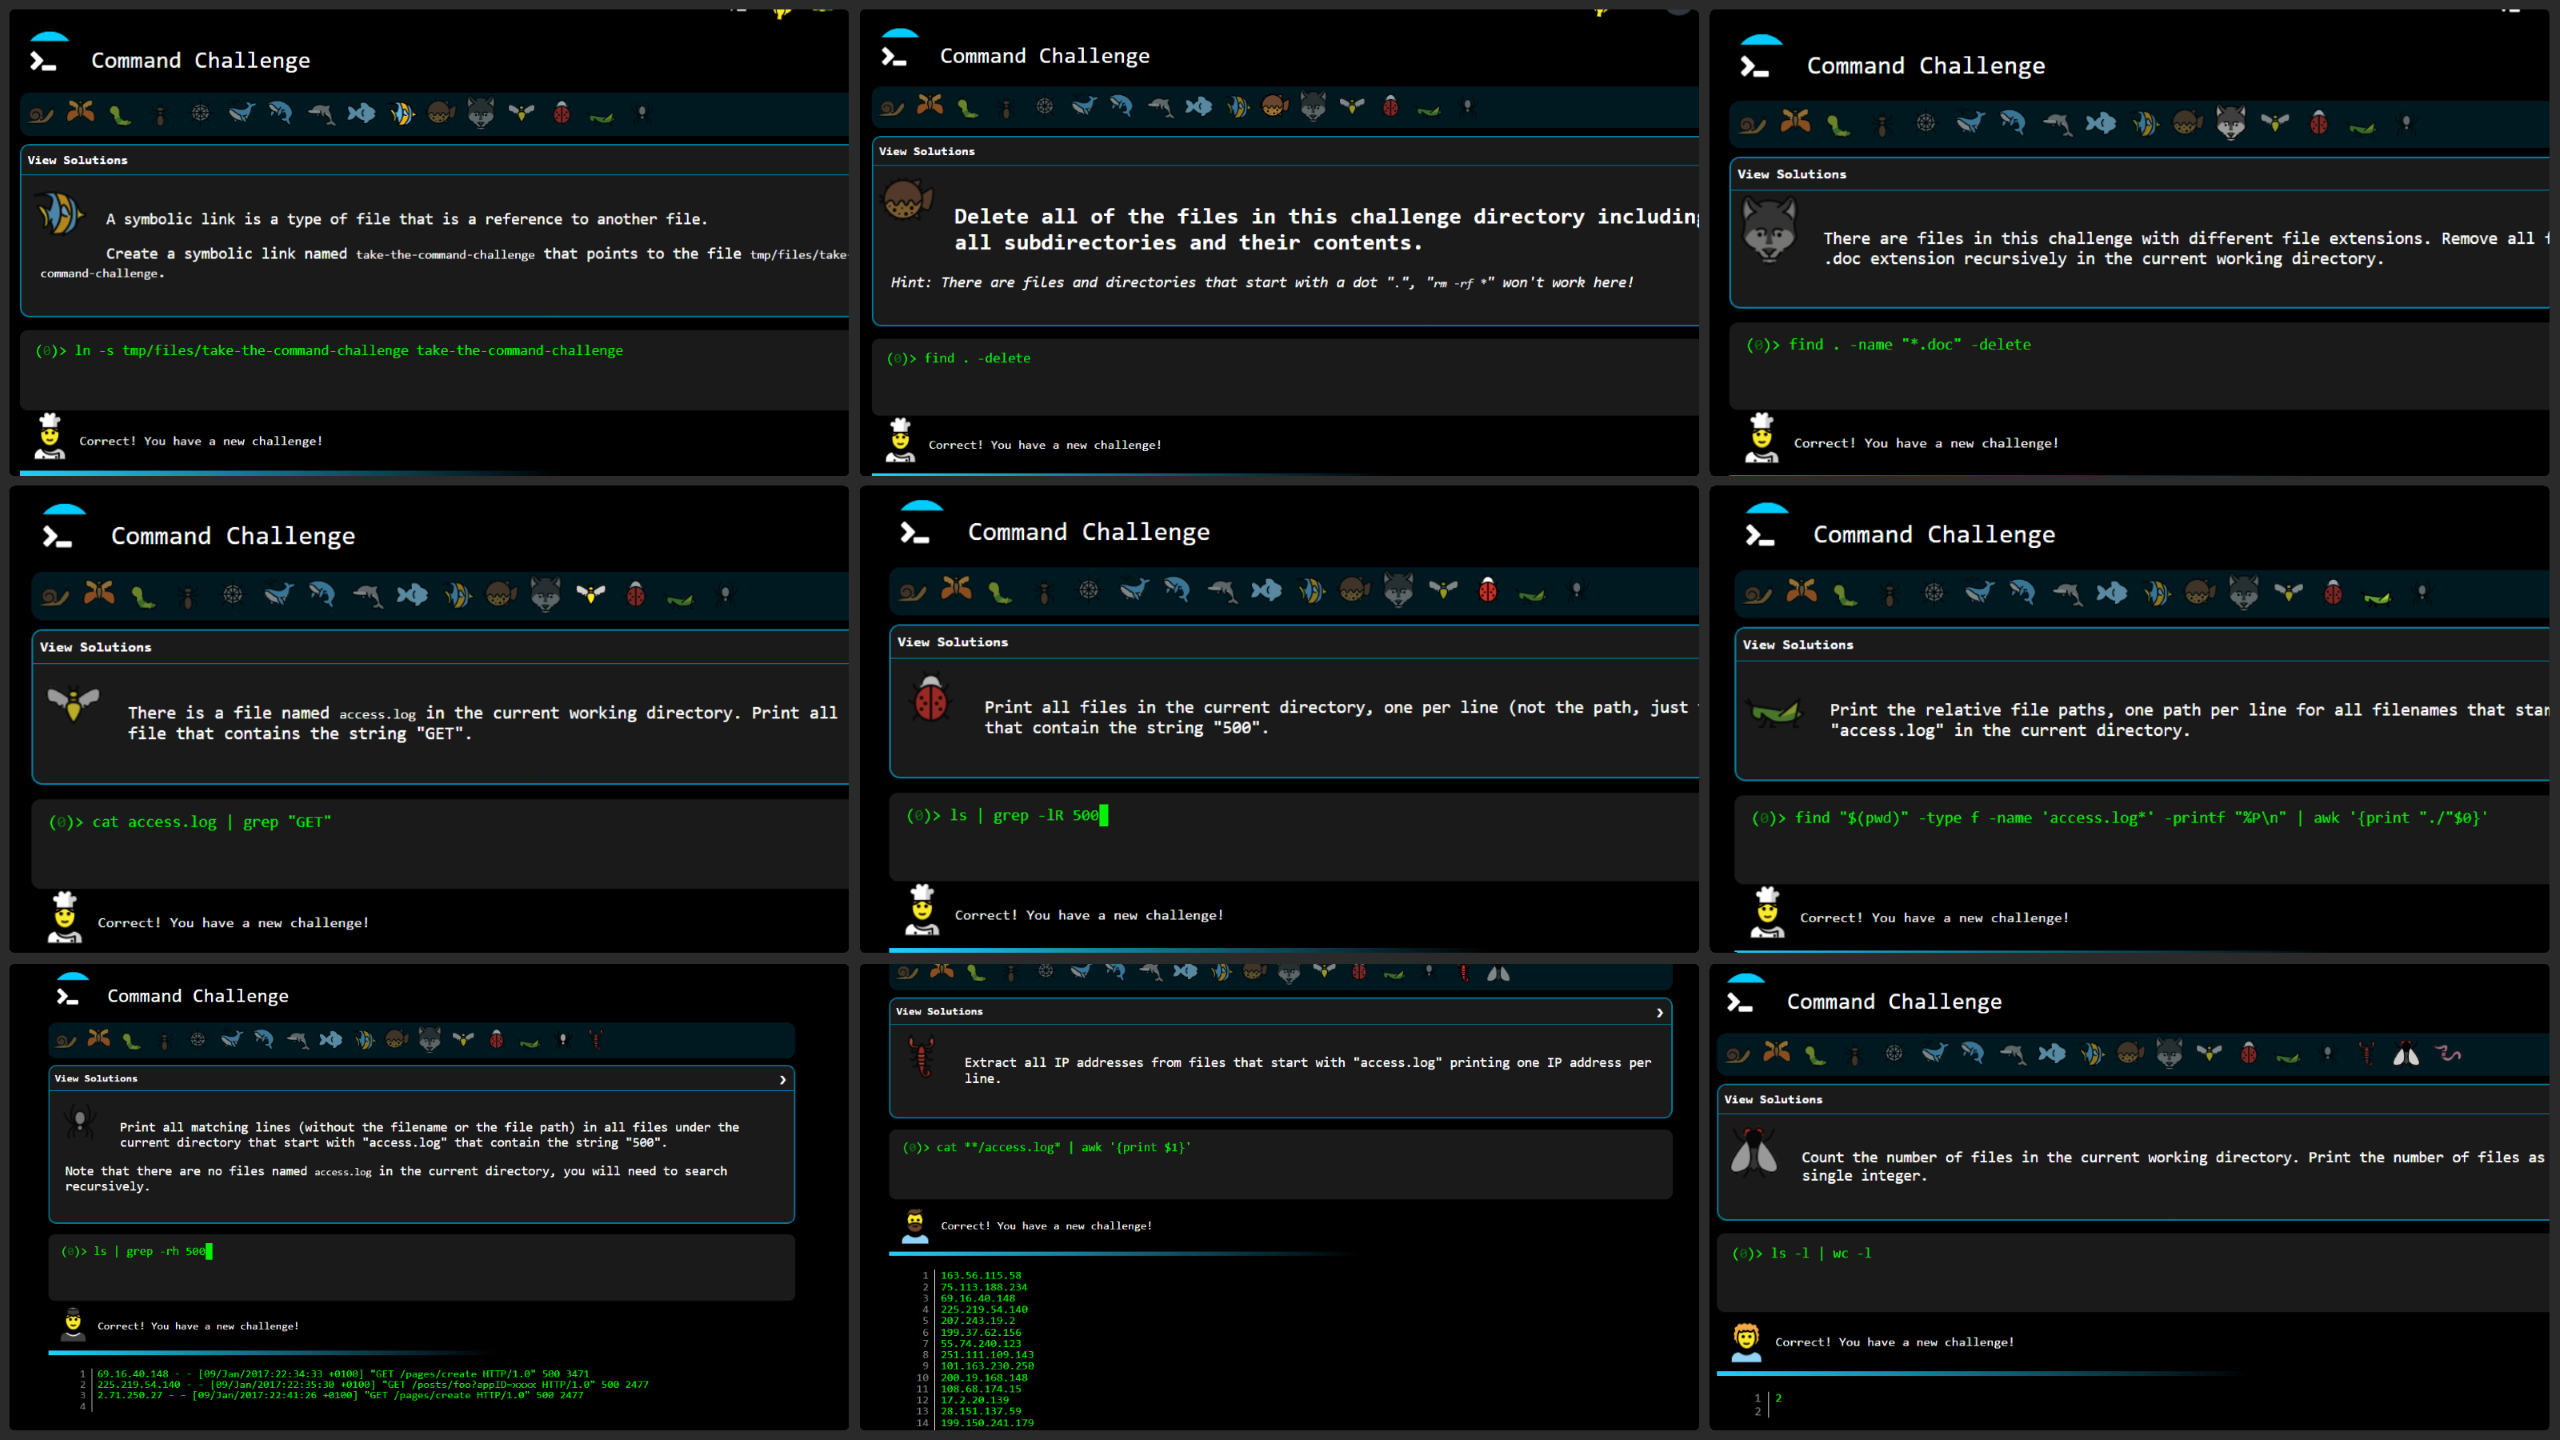 Command Challenge
View Solutions
A symbolic link is a type of file that is a reference to another file.
Create a symbolic link named take-the-command-challenge that points to the file tmp/files/take-
command-challenge.
(0)> ln -s tmp/files/take-the-command-challenge take-the-command-challenge
Correct! You have a new challenge!
Command Challenge
View Solutions
Delete all of the files in this challenge directory including
all subdirectories and their contents.
Hint: There are files and directories that start with a dot ".", "rm -rf *" won't work here!
(0)> find . -delete
Correct! You have a new challenge!
Command Challenge
View Solutions
There are files in this challenge with different file extensions. Remove all
.doc extension recursively in the current working directory.
(0)> find . -name "*.doc" -delete
Correct! You have a new challenge!
Command Challenge
View Solutions
There is a file named access.log in the current working directory. Print all
file that contains the string "GET".
(0)> cat access.log | grep "GET"
Correct! You have a new challenge!
Command Challenge
View Solutions
Print all files in the current directory, one per line (not the path, just
that contain the string "500".
(0)> ls | grep -lR 500
Correct! You have a new challenge!
Command Challenge
View Solutions
Print the relative file paths, one path per line for all filenames that star
"access.log" in the current directory.
(0)> find "$(pwd)" -type f -name 'access.log*' -printf "%P\n" | awk '{print "./"$0}'
Correct! You have a new challenge!
Command Challenge
View Solutions
Print all matching lines (without the filename or the file path) in all files under the
current directory that start with "access.log" that contain the string "500".
Note that there are no files named access.log in the current directory, you will need to search
recursively.
(0)> ls | grep -rh 500
Correct! You have a new challenge!
1 69.16.40.148 - - [09/Jan/2017:22:34:33 +0100] "GET /pages/create HTTP/1.0" 500 3471
2 225.219.54.140 - - [09/Jan/2017:22:35:30 +0100] "GET /posts/foo?appID=xxxx HTTP/1.0" 500 2477
3 2.71.250.27 - - [09/Jan/2017:22:41:26 +0100] "GET /pages/create HTTP/1.0" 500 2477
4
View Solutions
Extract all IP addresses from files that start with "access.log" printing one IP address per
line.
(0)> cat **/access.log* | awk '{print $1}'
Correct! You have a new challenge!
1 163.56.115.58
2 75.113.188.234
3 69.16.40.148
4 225.219.54.140
5 207.243.19.2
6 199.37.62.156
7 55.74.240.123
8 251.111.109.143
9 101.163.230.250
10 200.19.168.148
11 108.68.174.15
12 17.2.20.139
13 28.151.137.59
14 199.150.241.179
Command Challenge
View Solutions
Count the number of files in the current working directory. Print the number of files as
single integer.
(0)> ls -l | wc -l
Correct! You have a new challenge!
1 2
2